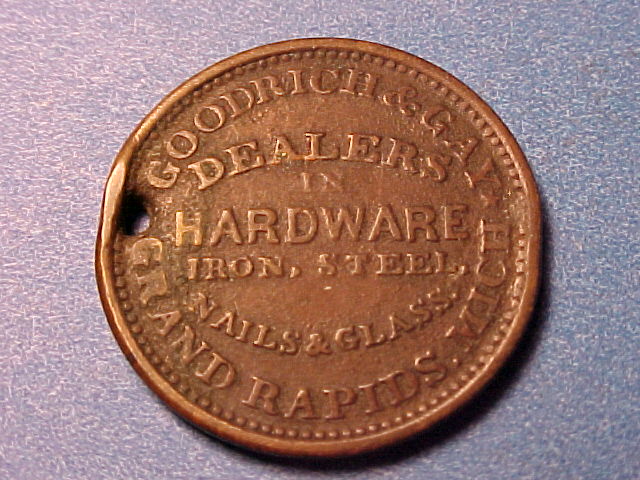 GOODRICH & GAY.
DEALERS
IN
HARDWARE
IRON, STEEL,
NAILS & GLASS.
GRAND RAPIDS. MICH